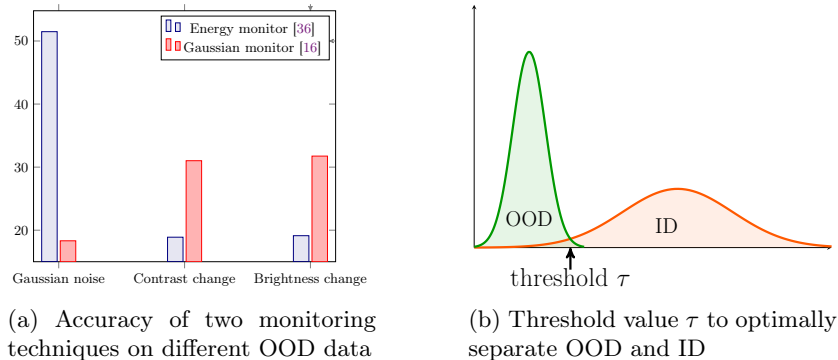 50
40
30
20
Energy monitor [36]
Gaussian monitor [16]
Gaussian noise
Contrast change
Brightness change
(a) Accuracy of two monitoring
techniques on different OOD data
OOD
ID
threshold τ
(b) Threshold value τ to optimally
separate OOD and ID